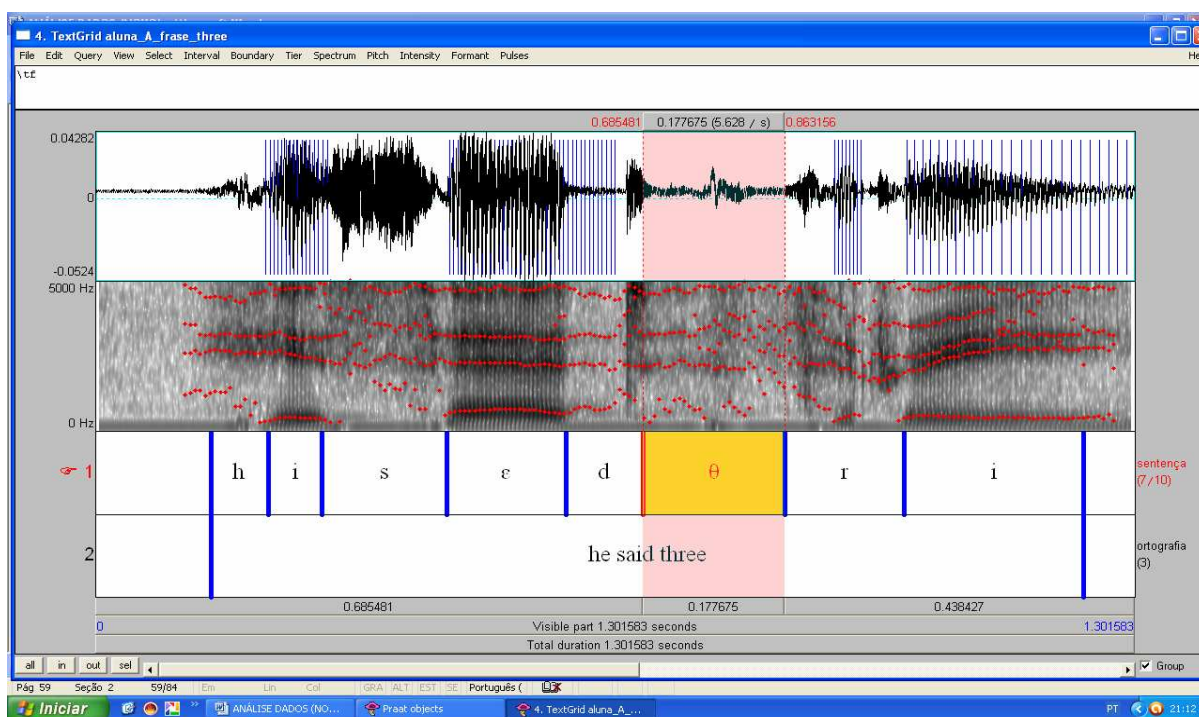 4. TextGrid aluna_A_frase_three
File Edit Query View Select Interval Boundary Tier Spectrum Pitch Intensity Formant Pulses He
\tf
0.685481 0.177675 (5.628 / s) 0.863156
0.04282
0
-0.0524
5000 Hz
0 Hz
1 h i s ε d θ r i sentença
(7/10)
2 he said three ortografia
(3)
0.685481 0.177675 0.438427
0 Visible part 1.301583 seconds 1.301583
Total duration 1.301583 seconds
all in out sel Group
Pág 59 Seção 2 59/84 Em Lin Col GRA ALT EST SE Português (
Iniciar » ANÁLISE DADOS (NO... Praat objects 4. TextGrid aluna_A_... PT 21:12